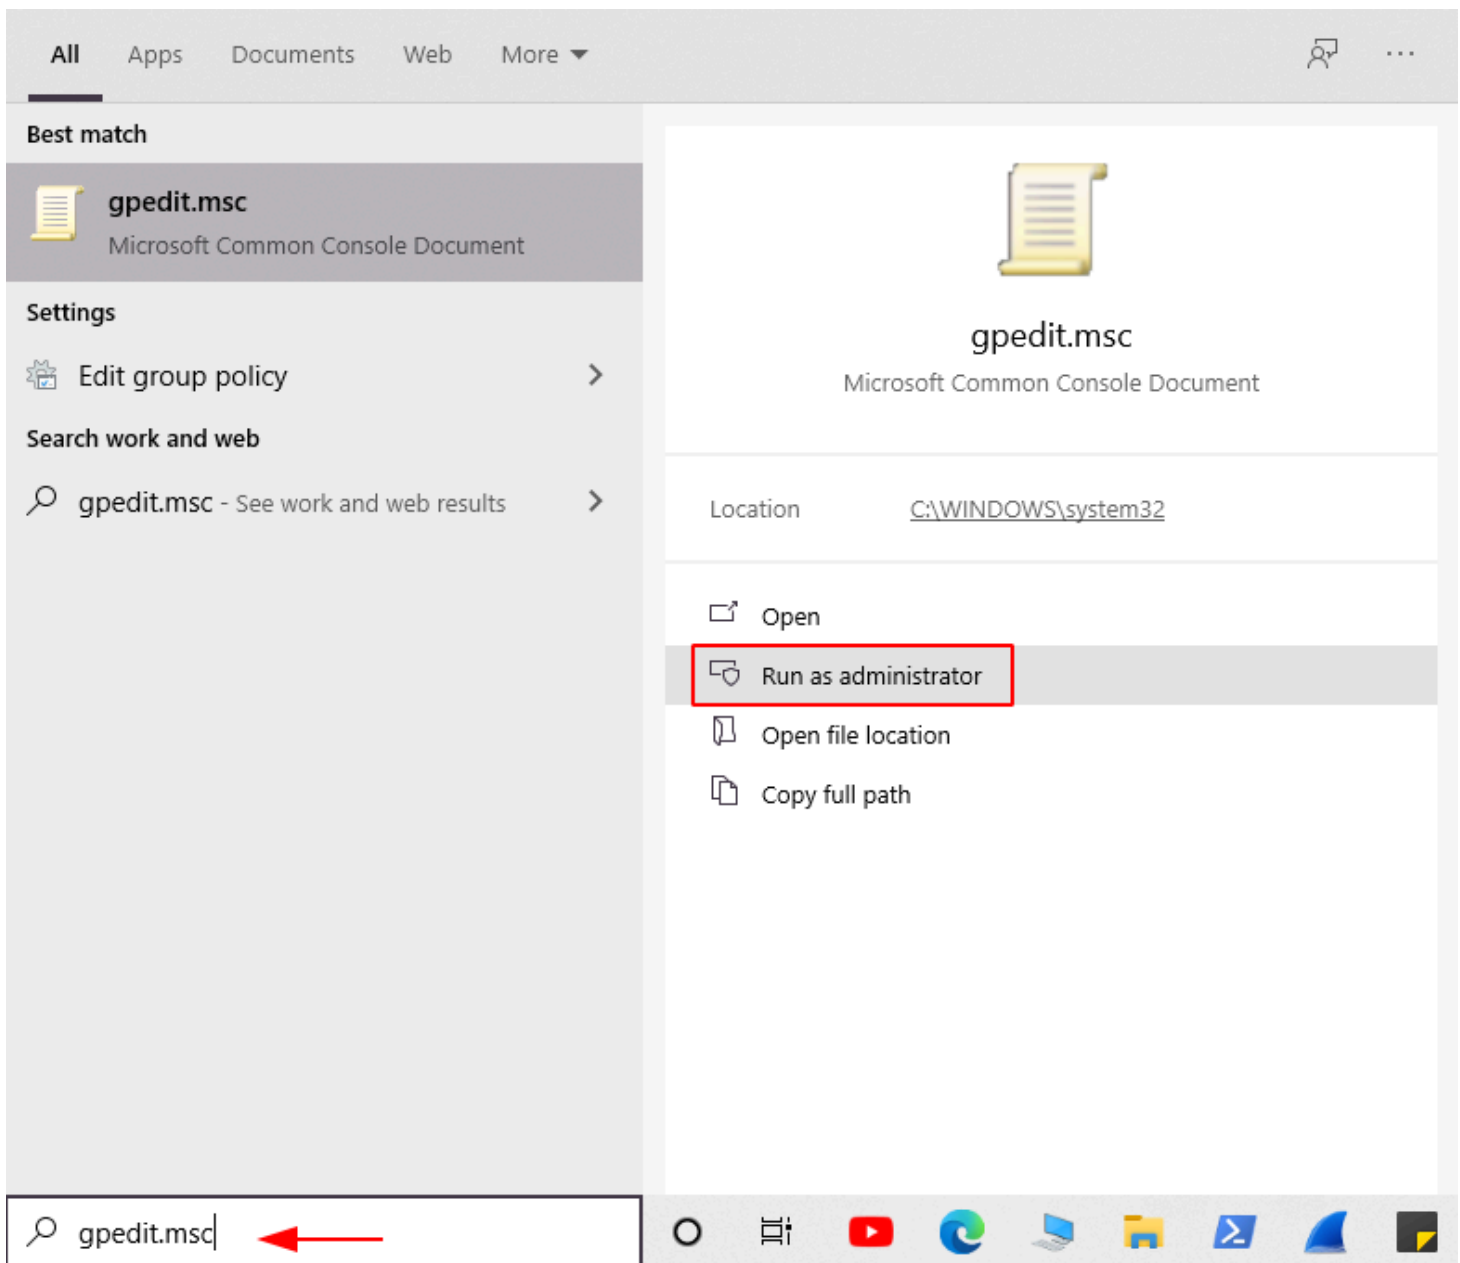 All Apps Documents Web More
Best match
gpedit.msc
Microsoft Common Console Document
Settings
Edit group policy
Search work and web
gpedit.msc - See work and web results
gpedit.msc
Microsoft Common Console Document
Location C:\WINDOWS\system32
Open
Run as administrator
Open file location
Copy full path
gpedit.msc